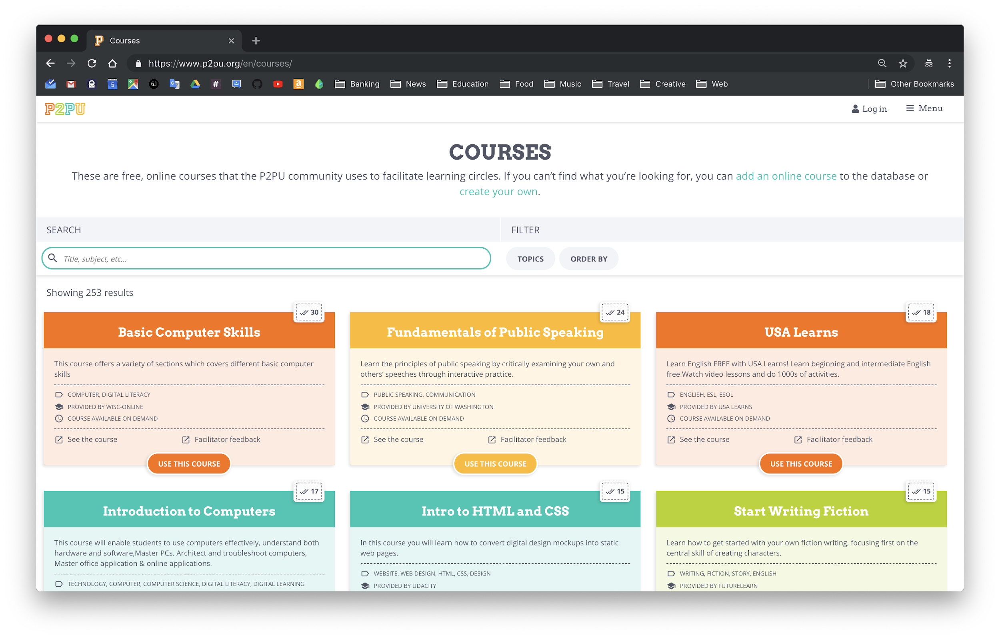 Courses
https://www.p2pu.org/en/courses/
5
GJ
G
#
a
Banking
News
Education
Food
Music
Travel
Creative
Web
Other Bookmarks
P2PU
Log in
Menu
COURSES
These are free, online courses that the P2PU community uses to facilitate learning circles. If you can’t find what you’re looking for, you can add an online course to the database or
create your own.
SEARCH
FILTER
Title, subject, etc...
TOPICS
ORDER BY
Showing 253 results
30
Basic Computer Skills
This course offers a variety of sections which covers different basic computer
skills
COMPUTER, DIGITAL LITERACY
PROVIDED BY WISC-ONLINE
COURSE AVAILABLE ON DEMAND
See the course
Facilitator feedback
USE THIS COURSE
24
Fundamentals of Public Speaking
Learn the principles of public speaking by critically examining your own and
others’ speeches through interactive practice.
PUBLIC SPEAKING, COMMUNICATION
PROVIDED BY UNIVERSITY OF WASHINGTON
COURSE AVAILABLE ON DEMAND
See the course
Facilitator feedback
USE THIS COURSE
18
USA Learns
Learn English FREE with USA Learns! Learn beginning and intermediate English
free.Watch video lessons and do 1000s of activities.
ENGLISH, ESL, ESOL
PROVIDED BY USA LEARNS
COURSE AVAILABLE ON DEMAND
See the course
Facilitator feedback
USE THIS COURSE
17
Introduction to Computers
This course will enable students to use computers effectively, understand both
hardware and software,Master PCs. Architect and troubleshoot computers,
Master office application & online applications.
TECHNOLOGY, COMPUTER, COMPUTER SCIENCE, DIGITAL LITERACY, DIGITAL LEARNING
15
Intro to HTML and CSS
In this course you will learn how to convert digital design mockups into static
web pages.
WEBSITE, WEB DESIGN, HTML, CSS, DESIGN
PROVIDED BY UDACITY
15
Start Writing Fiction
Learn how to get started with your own fiction writing, focusing first on the
central skill of creating characters.
WRITING, FICTION, STORY, ENGLISH
PROVIDED BY FUTURELEARN